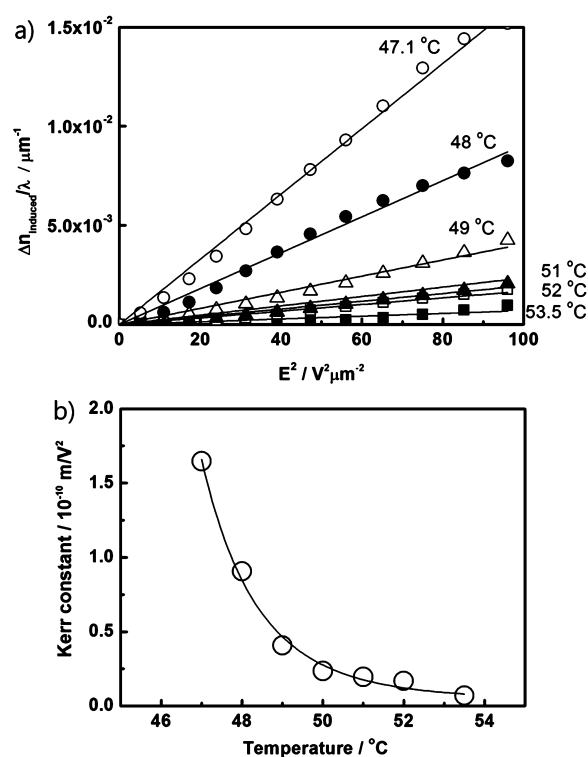 a)
1.5x10⁻²
1.0x10⁻²
5.0x10⁻³
0.0
Δn_Induced/λ / μm⁻¹
47.1 °C
48 °C
49 °C
51 °C
52 °C
53.5 °C
0 20 40 60 80 100
E² / V²μm⁻²
b)
2.0
1.5
1.0
0.5
0.0
Kerr constant / 10⁻¹⁰ m/V²
46 48 50 52 54
Temperature / °C